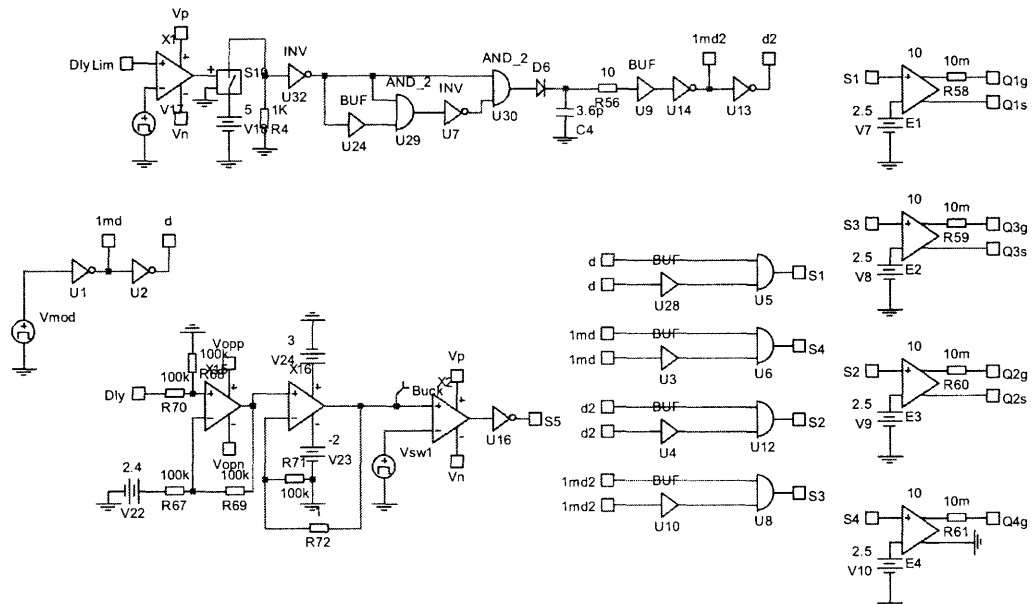 Vp
X1
Dly Lim
V17
Vn
S19
5
V18
1K
R4
INV
U32
BUF
U24
AND_2
U29
INV
U7
AND_2
U30
D6
3.6p
C4
10
R56
BUF
U9
U14
1md2
U13
d2
10
S1
2.5
V7
E1
10m
R58
Q1g
Q1s
1md
d
U1
U2
Vmod
10
S3
2.5
V8
E2
10m
R59
Q3g
Q3s
d
d
BUF
U28
U5
S1
1md
1md
BUF
U3
U6
S4
d2
d2
BUF
U4
U12
S2
1md2
1md2
BUF
U10
U8
S3
Vopp
100k
R68
X15
Dly
100k
R70
Vopn
2.4
V22
100k
R67
100k
R69
3
V24
X16
-2
V23
R71
100k
1
R72
Buck
Vp
X2
Vsw1
Vn
U16
S5
10
S2
2.5
V9
E3
10m
R60
Q2g
Q2s
10
S4
2.5
V10
E4
10m
R61
Q4g